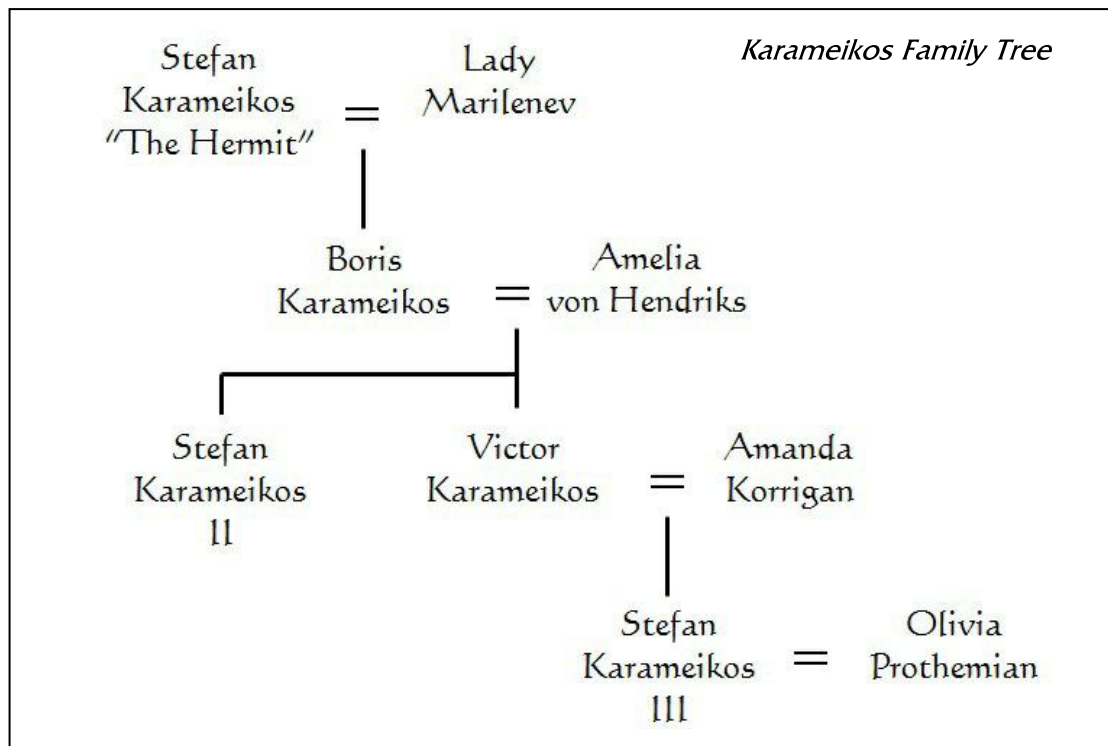 Karameikos Family Tree
Stefan
Karameikos
"The Hermit"
=
Lady
Marilenev
Boris
Karameikos
=
Amelia
von Hendriks
Stefan
Karameikos
II
Victor
Karameikos
=
Amanda
Korrigan
Stefan
Karameikos
III
=
Olivia
Prothemian